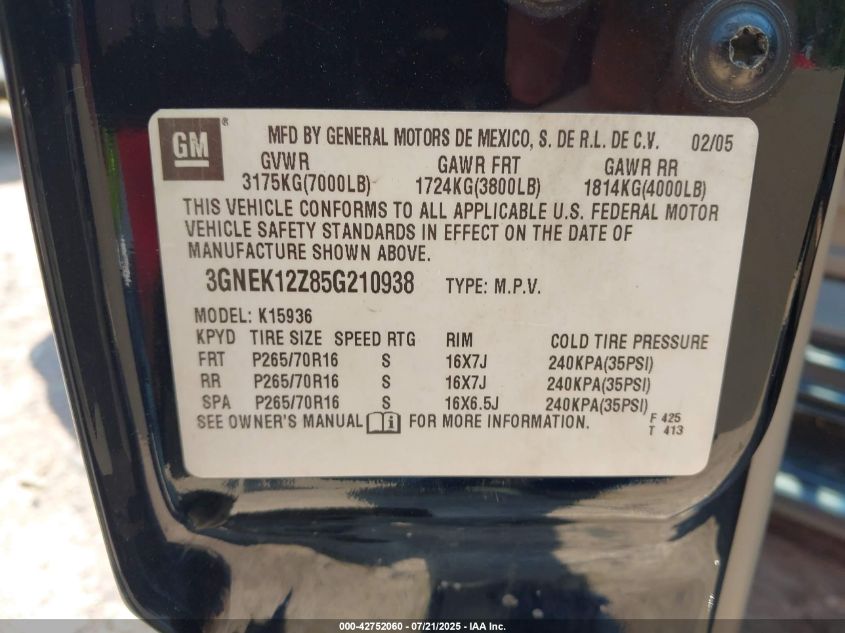 GM ®
MFD BY GENERAL MOTORS DE MEXICO, S. DE R.L. DE C.V. 02/05
GVWR GAWR FRT GAWR RR
3175KG(7000LB) 1724KG(3800LB) 1814KG(4000LB)
THIS VEHICLE CONFORMS TO ALL APPLICABLE U.S. FEDERAL MOTOR
VEHICLE SAFETY STANDARDS IN EFFECT ON THE DATE OF
MANUFACTURE SHOWN ABOVE.
3GNEK12Z85G210938 TYPE: M.P.V.
MODEL: K15936
KPYD TIRE SIZE SPEED RTG RIM COLD TIRE PRESSURE
FRT P265/70R16 S 16X7J 240KPA(35PSI)
RR P265/70R16 S 16X7J 240KPA(35PSI)
SPA P265/70R16 S 16X6.5J 240KPA(35PSI)
SEE OWNER'S MANUAL i FOR MORE INFORMATION. F 425
T 413
000-42752060 - 07/21/2025 - IAA Inc.